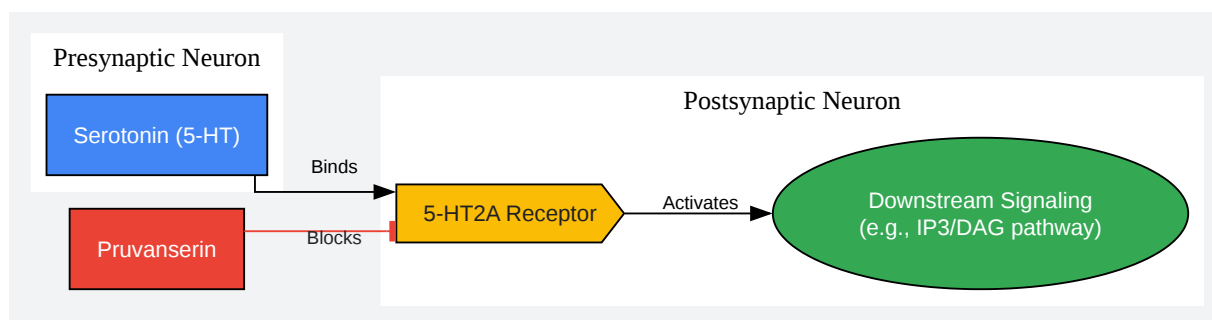 Presynaptic Neuron
Serotonin (5-HT)
Postsynaptic Neuron
Binds
5-HT2A Receptor
Activates
Downstream Signaling
(e.g., IP3/DAG pathway)
Pruvanserin
Blocks